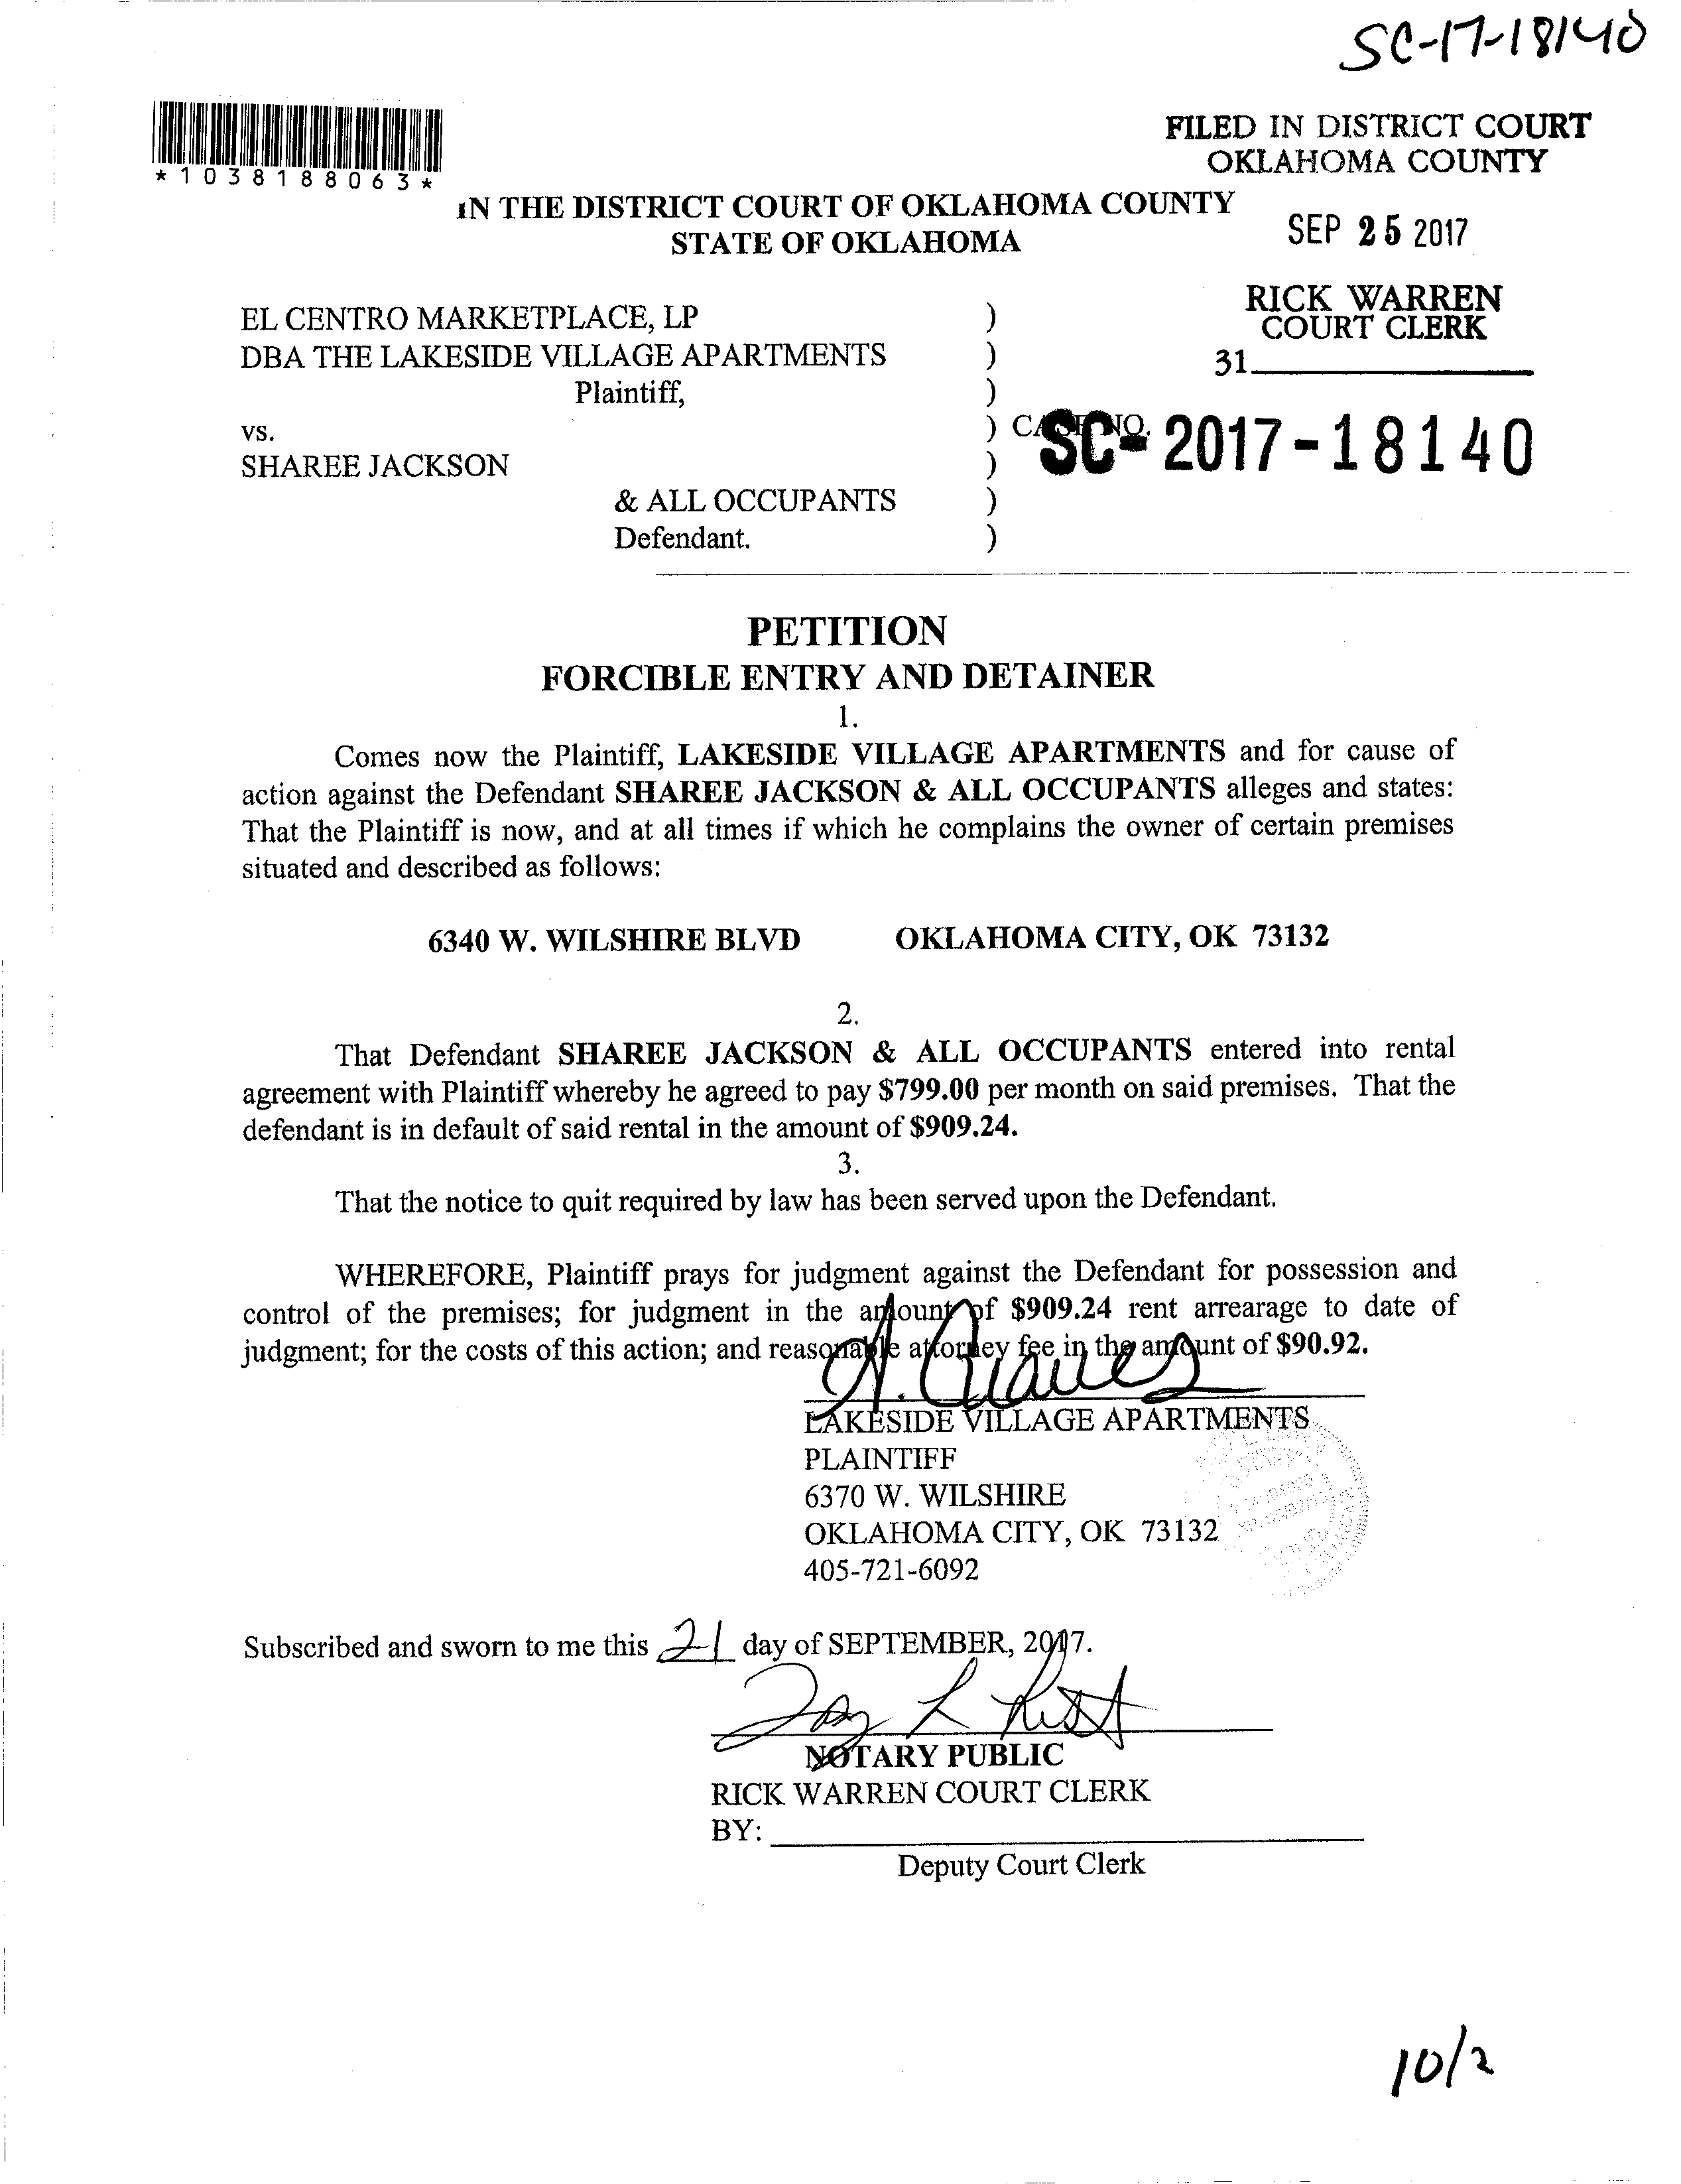 SC-17-18140
*1038188063*
FILED IN DISTRICT COURT
OKLAHOMA COUNTY
IN THE DISTRICT COURT OF OKLAHOMA COUNTY
STATE OF OKLAHOMA
SEP 25 2017
RICK WARREN
COURT CLERK
31
EL CENTRO MARKETPLACE, LP )
DBA THE LAKESIDE VILLAGE APARTMENTS )
Plaintiff, )
vs. ) CASE NO. SC-2017-18140
SHAREE JACKSON )
& ALL OCCUPANTS )
Defendant. )
PETITION
FORCIBLE ENTRY AND DETAINER
1.
Comes now the Plaintiff, LAKESIDE VILLAGE APARTMENTS and for cause of
action against the Defendant SHAREE JACKSON & ALL OCCUPANTS alleges and states:
That the Plaintiff is now, and at all times if which he complains the owner of certain premises
situated and described as follows:
6340 W. WILSHIRE BLVD OKLAHOMA CITY, OK 73132
2.
That Defendant SHAREE JACKSON & ALL OCCUPANTS entered into rental
agreement with Plaintiff whereby he agreed to pay $799.00 per month on said premises. That the
defendant is in default of said rental in the amount of $909.24.
3.
That the notice to quit required by law has been served upon the Defendant.
WHEREFORE, Plaintiff prays for judgment against the Defendant for possession and
control of the premises; for judgment in the amount of $909.24 rent arrearage to date of
judgment; for the costs of this action; and reasonable attorney fee in the amount of $90.92.
A. Graves
LAKESIDE VILLAGE APARTMENTS
PLAINTIFF
6370 W. WILSHIRE
OKLAHOMA CITY, OK 73132
405-721-6092
Subscribed and sworn to me this 21 day of SEPTEMBER, 2017.
NOTARY PUBLIC
RICK WARREN COURT CLERK
BY:
Deputy Court Clerk
10/2